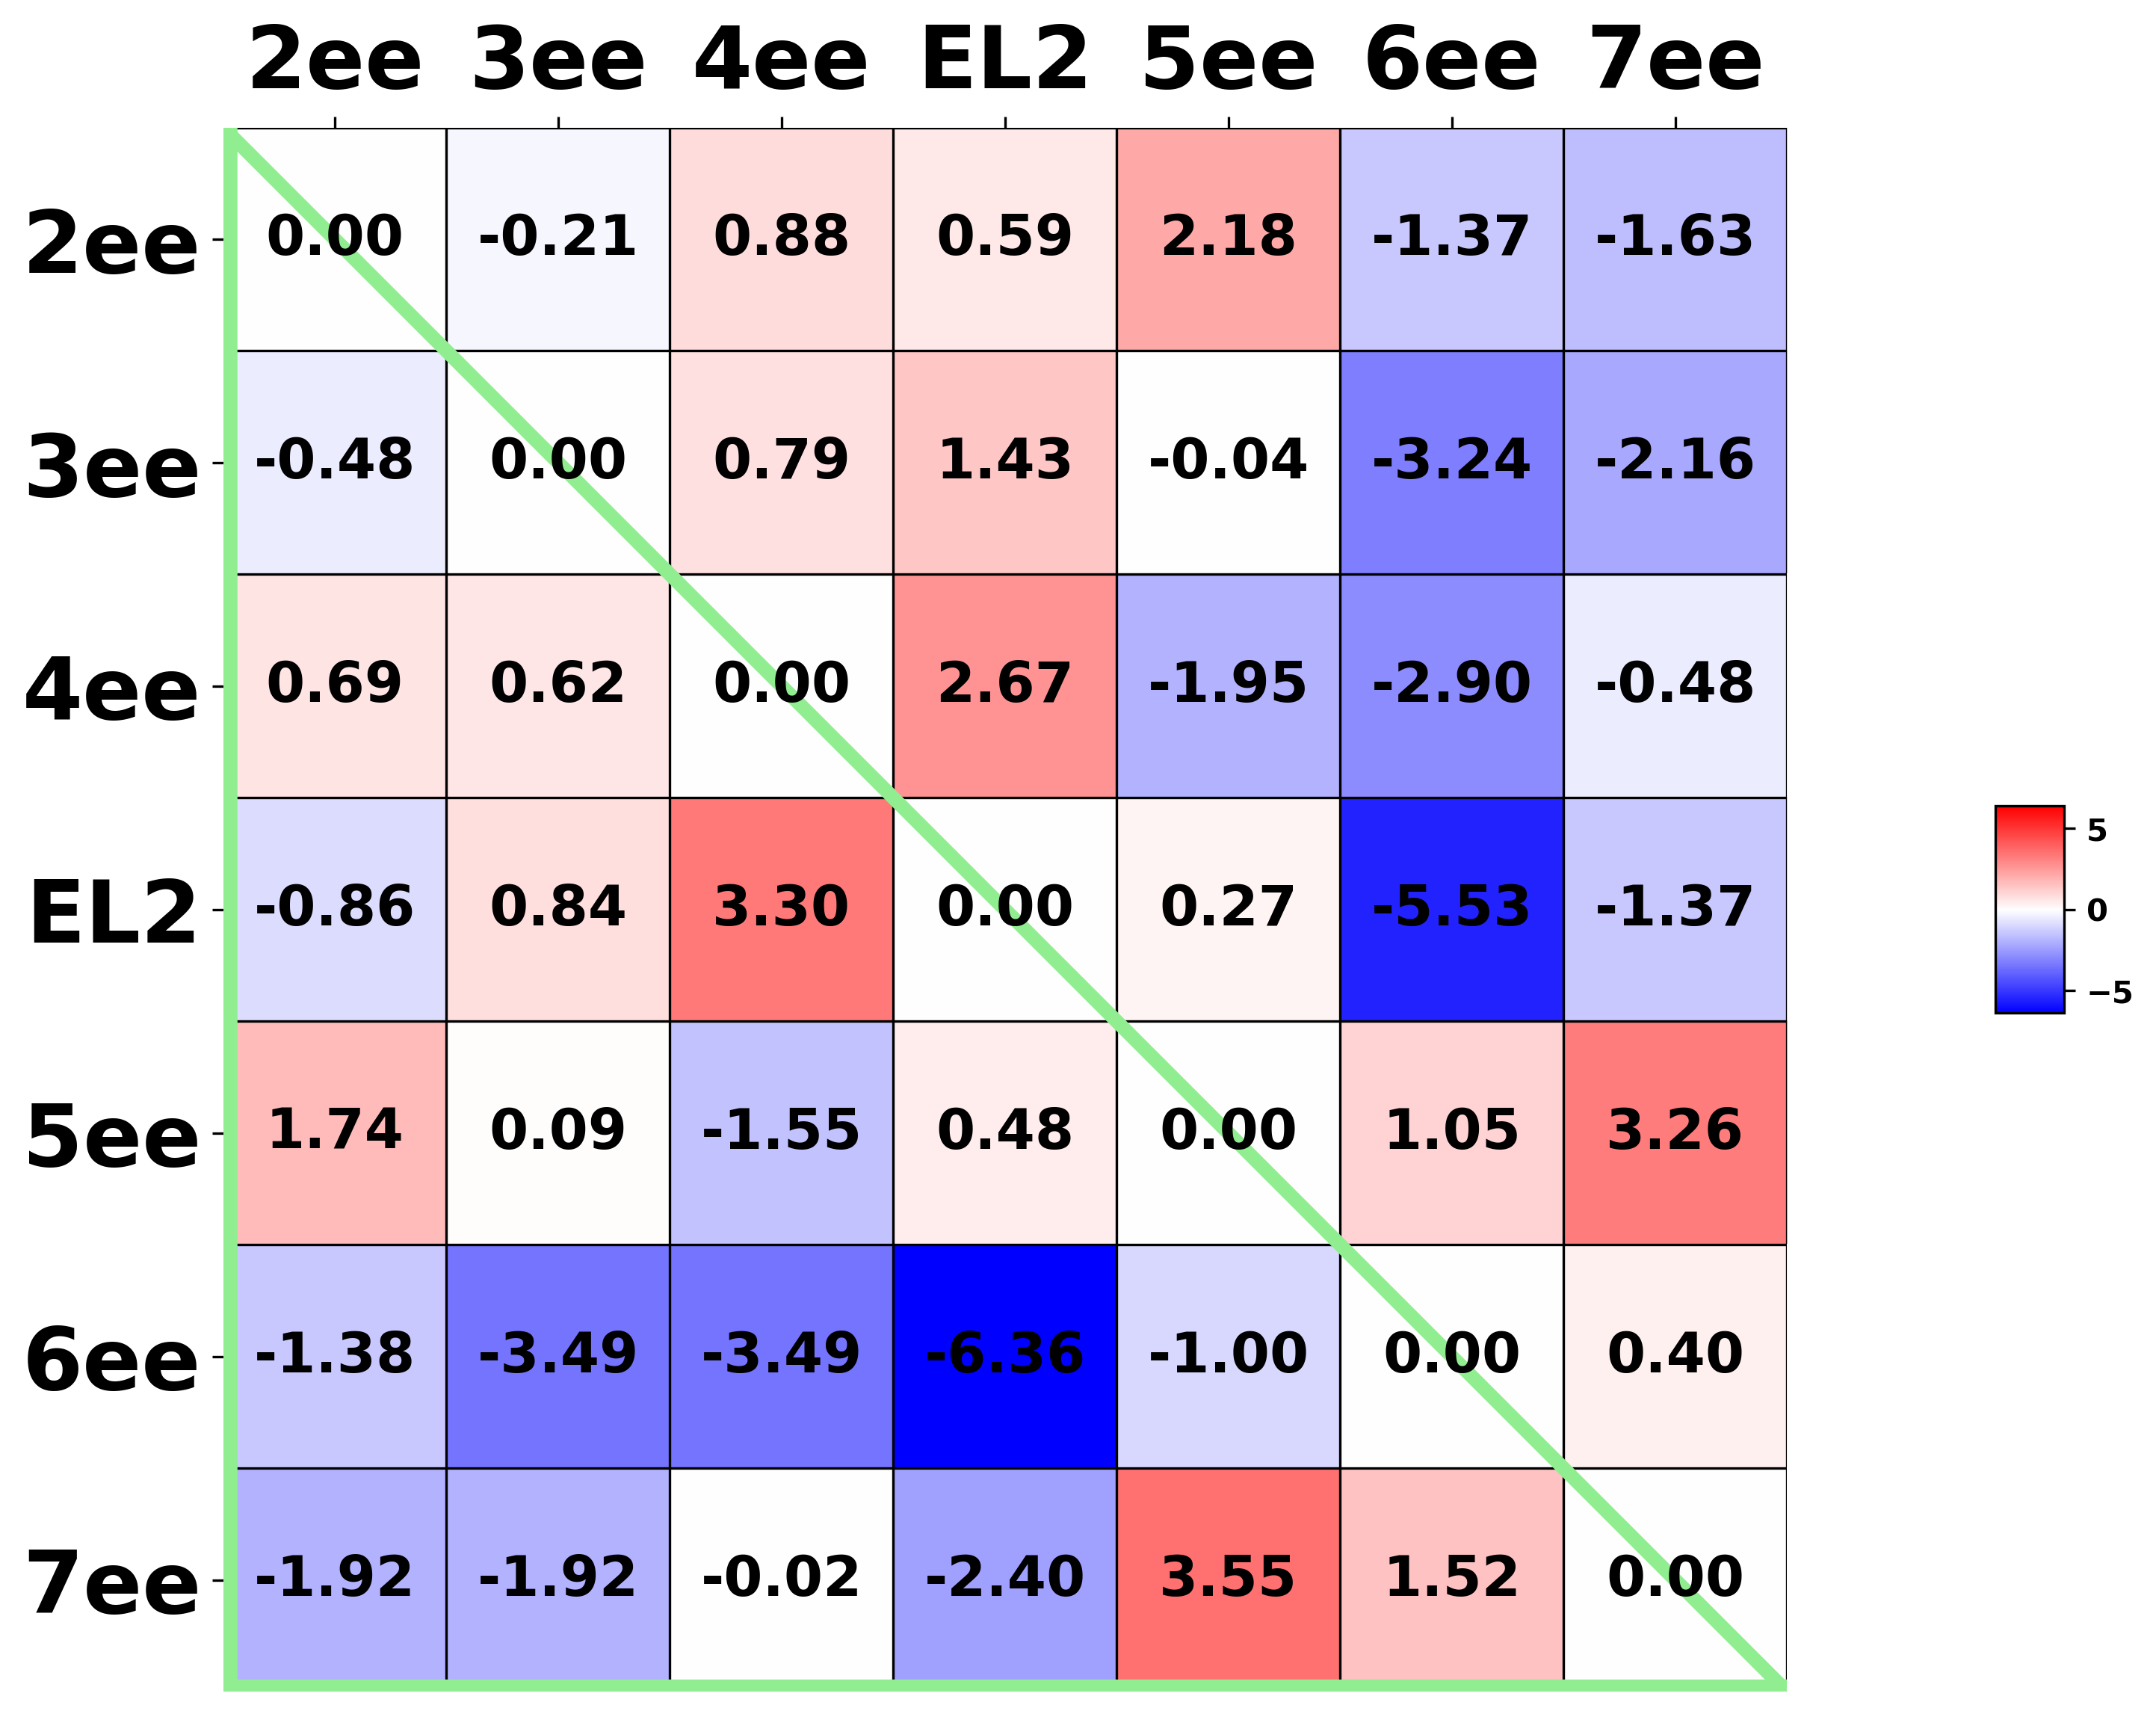 2ee 3ee 4ee EL2 5ee 6ee 7ee
2ee 0.00 -0.21 0.88 0.59 2.18 -1.37 -1.63
3ee -0.48 0.00 0.79 1.43 -0.04 -3.24 -2.16
4ee 0.69 0.62 0.00 2.67 -1.95 -2.90 -0.48
EL2 -0.86 0.84 3.30 0.00 0.27 -5.53 -1.37
5ee 1.74 0.09 -1.55 0.48 0.00 1.05 3.26
6ee -1.38 -3.49 -3.49 -6.36 -1.00 0.00 0.40
7ee -1.92 -1.92 -0.02 -2.40 3.55 1.52 0.00
5
0
−5